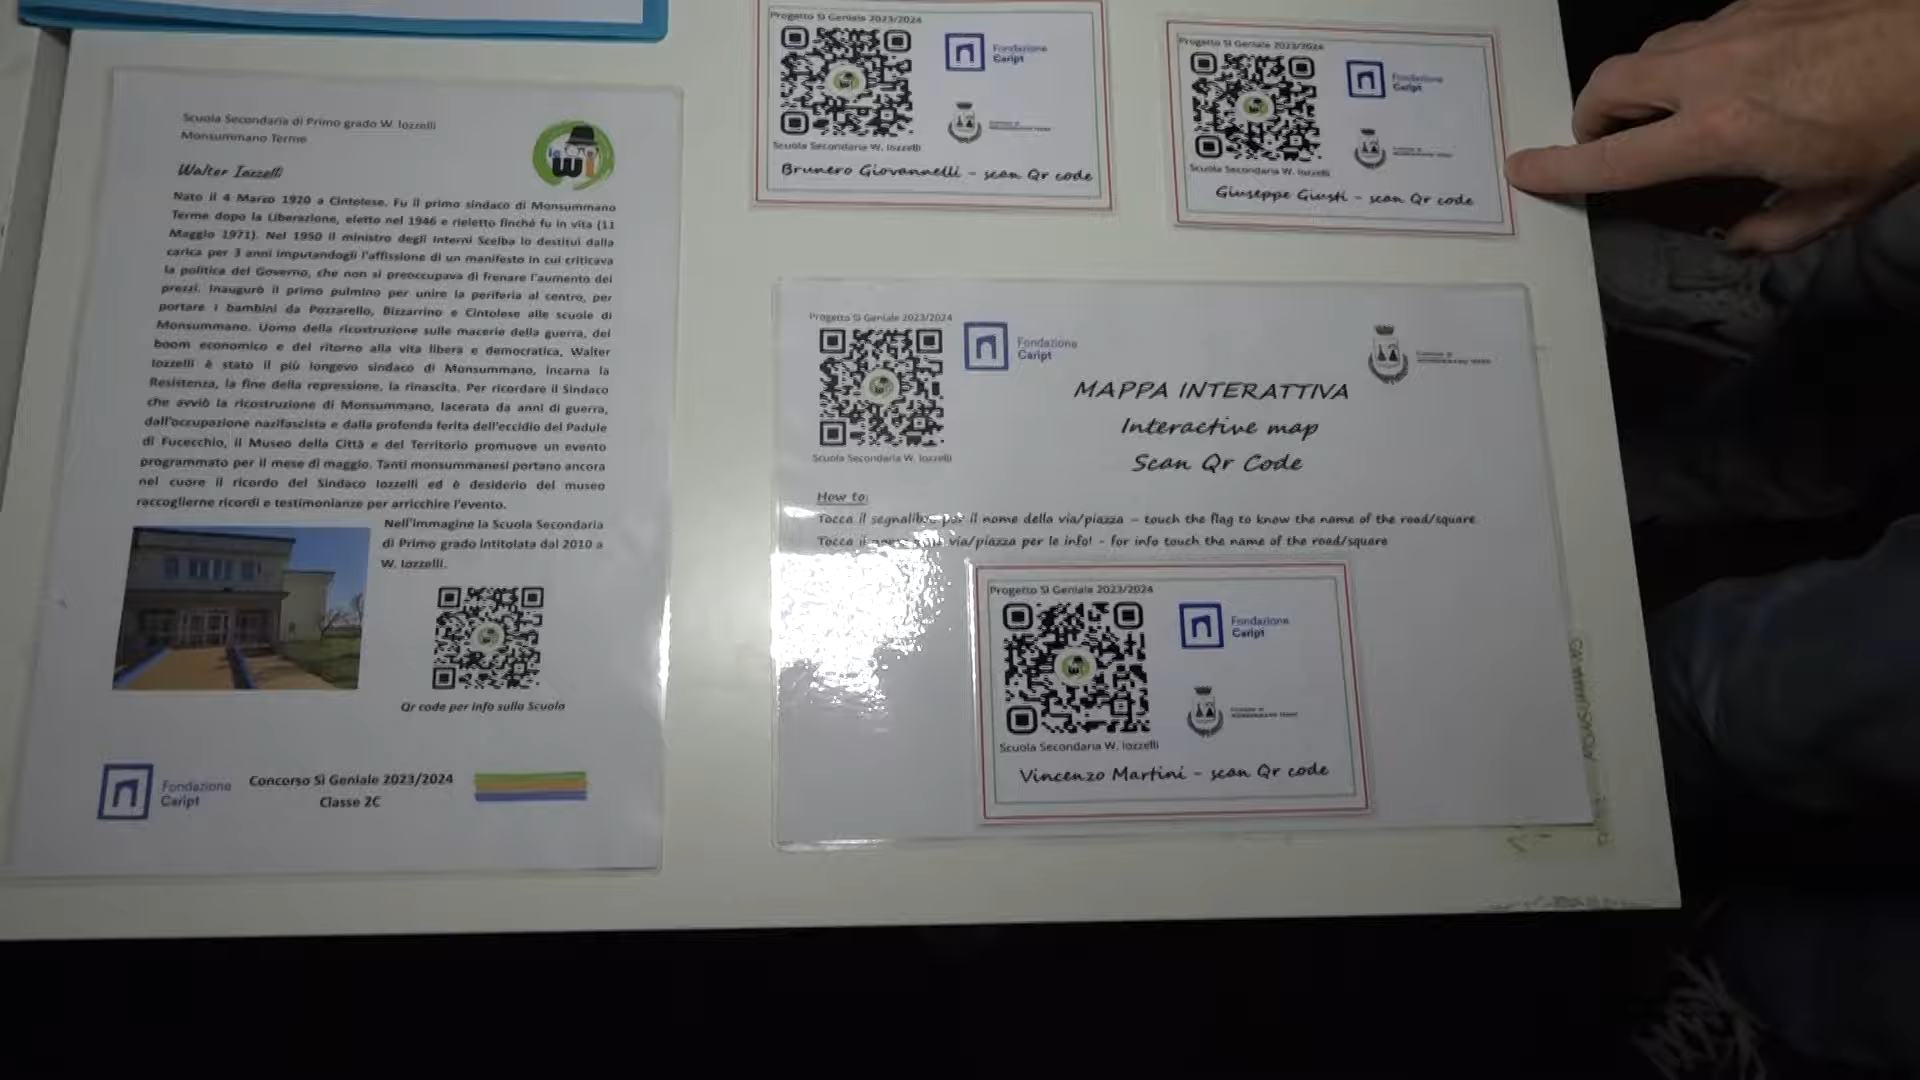 Scuola Secondaria di Primo grado W. Iozzelli
Monsummano Terme
Walter Iozzelli
Nato il 4 Marzo 1920 a Cintolese. Fu il primo sindaco di Monsummano
Terme dopo la Liberazione, eletto nel 1946 e rieletto finché fu in vita (11
Maggio 1971). Nel 1950 il ministro degli Interni Scelba lo destituì dalla
carica per 3 anni imputandogli l'affissione di un manifesto in cui criticava
la politica del Governo, che non si preoccupava di frenare l'aumento dei
prezzi. Inaugurò il primo pulmino per unire la periferia al centro, per
portare i bambini da Pozzarello, Bizzarrino e Cintolese alle scuole di
Monsummano. Uomo della ricostruzione sulle macerie della guerra, del
boom economico e del ritorno alla vita libera e democratica, Walter
Iozzelli è stato il più longevo sindaco di Monsummano, incarna la
Resistenza, la fine della repressione, la rinascita. Per ricordare il Sindaco
che avviò la ricostruzione di Monsummano, lacerata da anni di guerra,
dall'occupazione nazifascista e dalla profonda ferita dell'eccidio del Padule
di Fucecchio, il Museo della Città e del Territorio promuove un evento
programmato per il mese di maggio. Tanti monsummanesi portano ancora
nel cuore il ricordo del Sindaco Iozzelli ed è desiderio del museo
raccoglierne ricordi e testimonianze per arricchire l'evento.
Nell'immagine la Scuola Secondaria
di Primo grado intitolata dal 2010 a
W. Iozzelli.
Qr code per info sulla Scuola
Fondazione
Caript
Concorso Sì Geniale 2023/2024
Classe 2C
Progetto Sì Geniale 2023/2024
Fondazione
Caript
Scuola Secondaria W. Iozzelli
Brunero Giovannelli - scan Qr code
Progetto Sì Geniale 2023/2024
Fondazione
Caript
Scuola Secondaria W. Iozzelli
Giuseppe Giusti - scan Qr code
Progetto Sì Geniale 2023/2024
Fondazione
Caript
Scuola Secondaria W. Iozzelli
MAPPA INTERATTIVA
Interactive map
Scan Qr Code
How to:
Tocca il segnalibro per il nome della via/piazza – touch the flag to know the name of the road/square
Tocca il via/piazza per le info! - for info touch the name of the road/square
Progetto Sì Geniale 2023/2024
Fondazione
Caript
Scuola Secondaria W. Iozzelli
Vincenzo Martini - scan Qr code